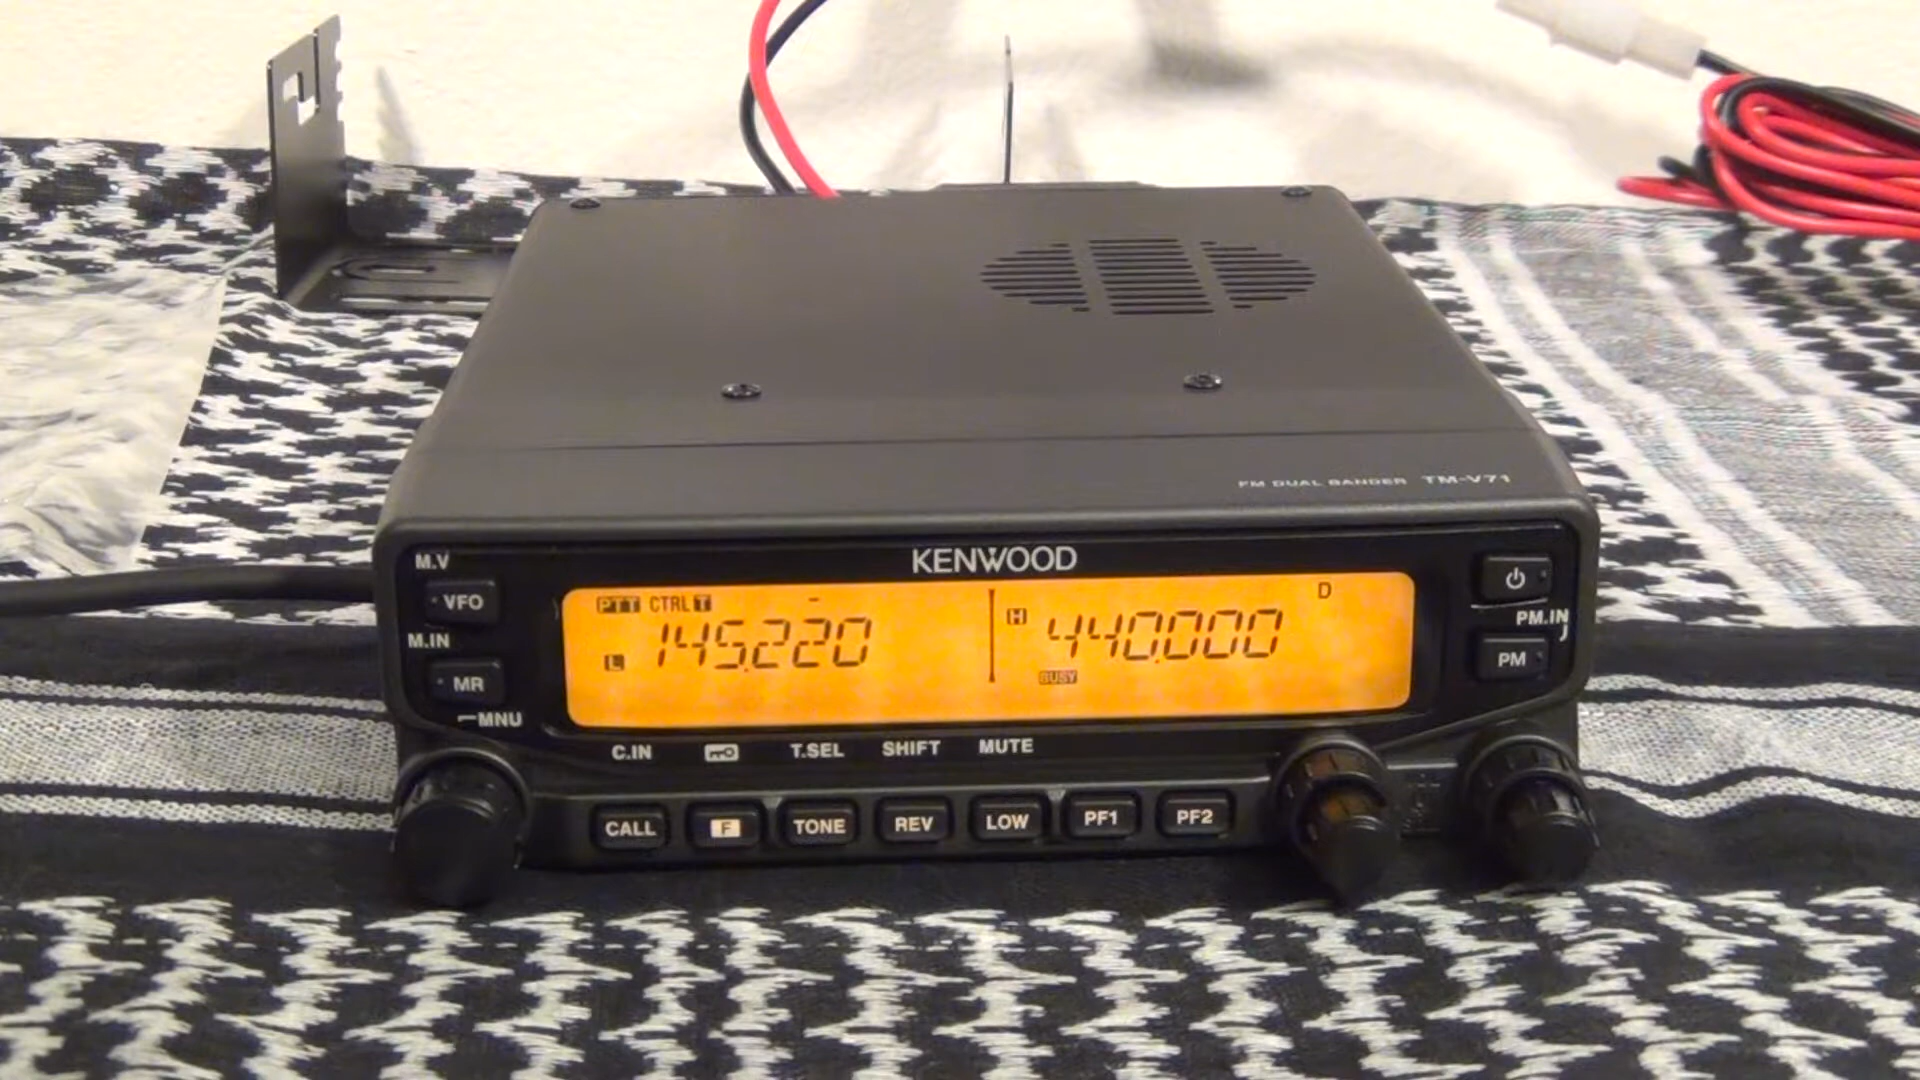 FM DUAL BANDER TM-V71
KENWOOD
M.V
VFO
M.IN
MR
MNU
PTT CTRL T - D
L 145.220 H 440.000
BUSY
PM.IN
PM
C.IN T.SEL SHIFT MUTE
CALL F TONE REV LOW PF1 PF2